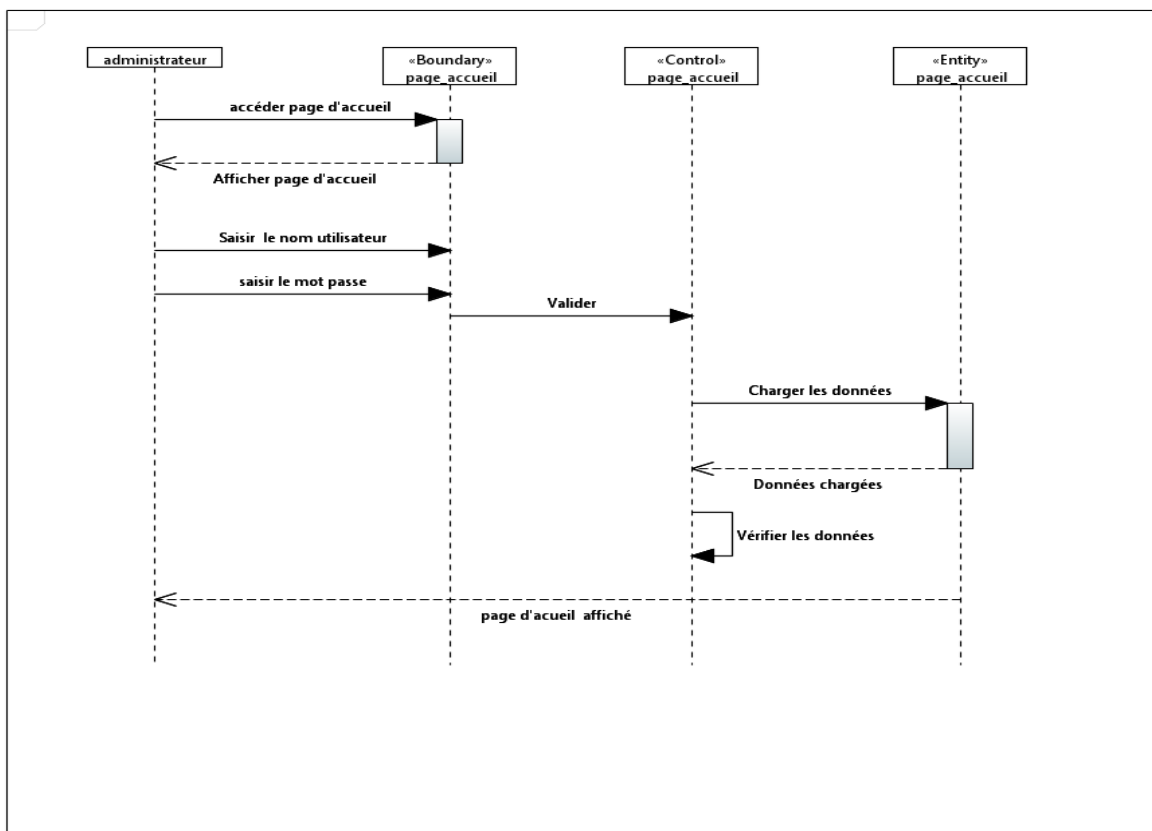 administrateur
«Boundary»
page_accueil
«Control»
page_accueil
«Entity»
page_accueil
accéder page d'accueil
Afficher page d'accueil
Saisir le nom utilisateur
saisir le mot passe
Valider
Charger les données
Données chargées
Vérifier les données
page d'acueil affiché